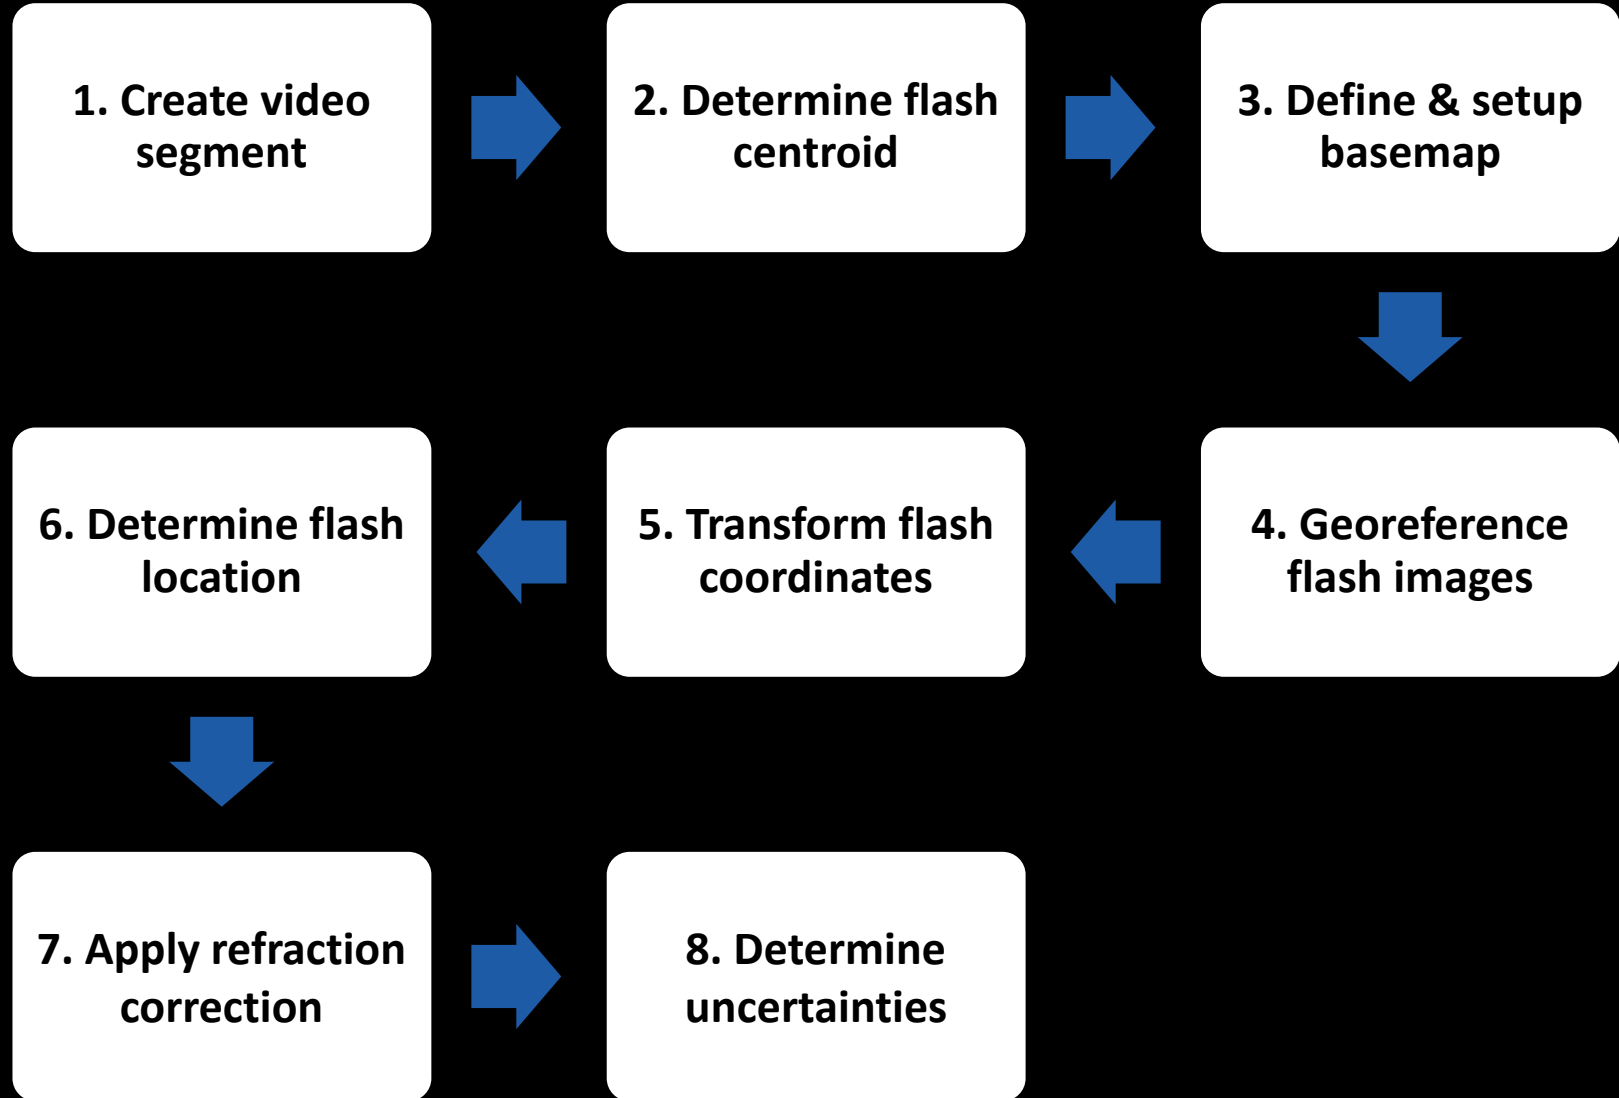 1. Create video
segment
2. Determine flash
centroid
3. Define & setup
basemap
4. Georeference
flash images
5. Transform flash
coordinates
6. Determine flash
location
7. Apply refraction
correction
8. Determine
uncertainties